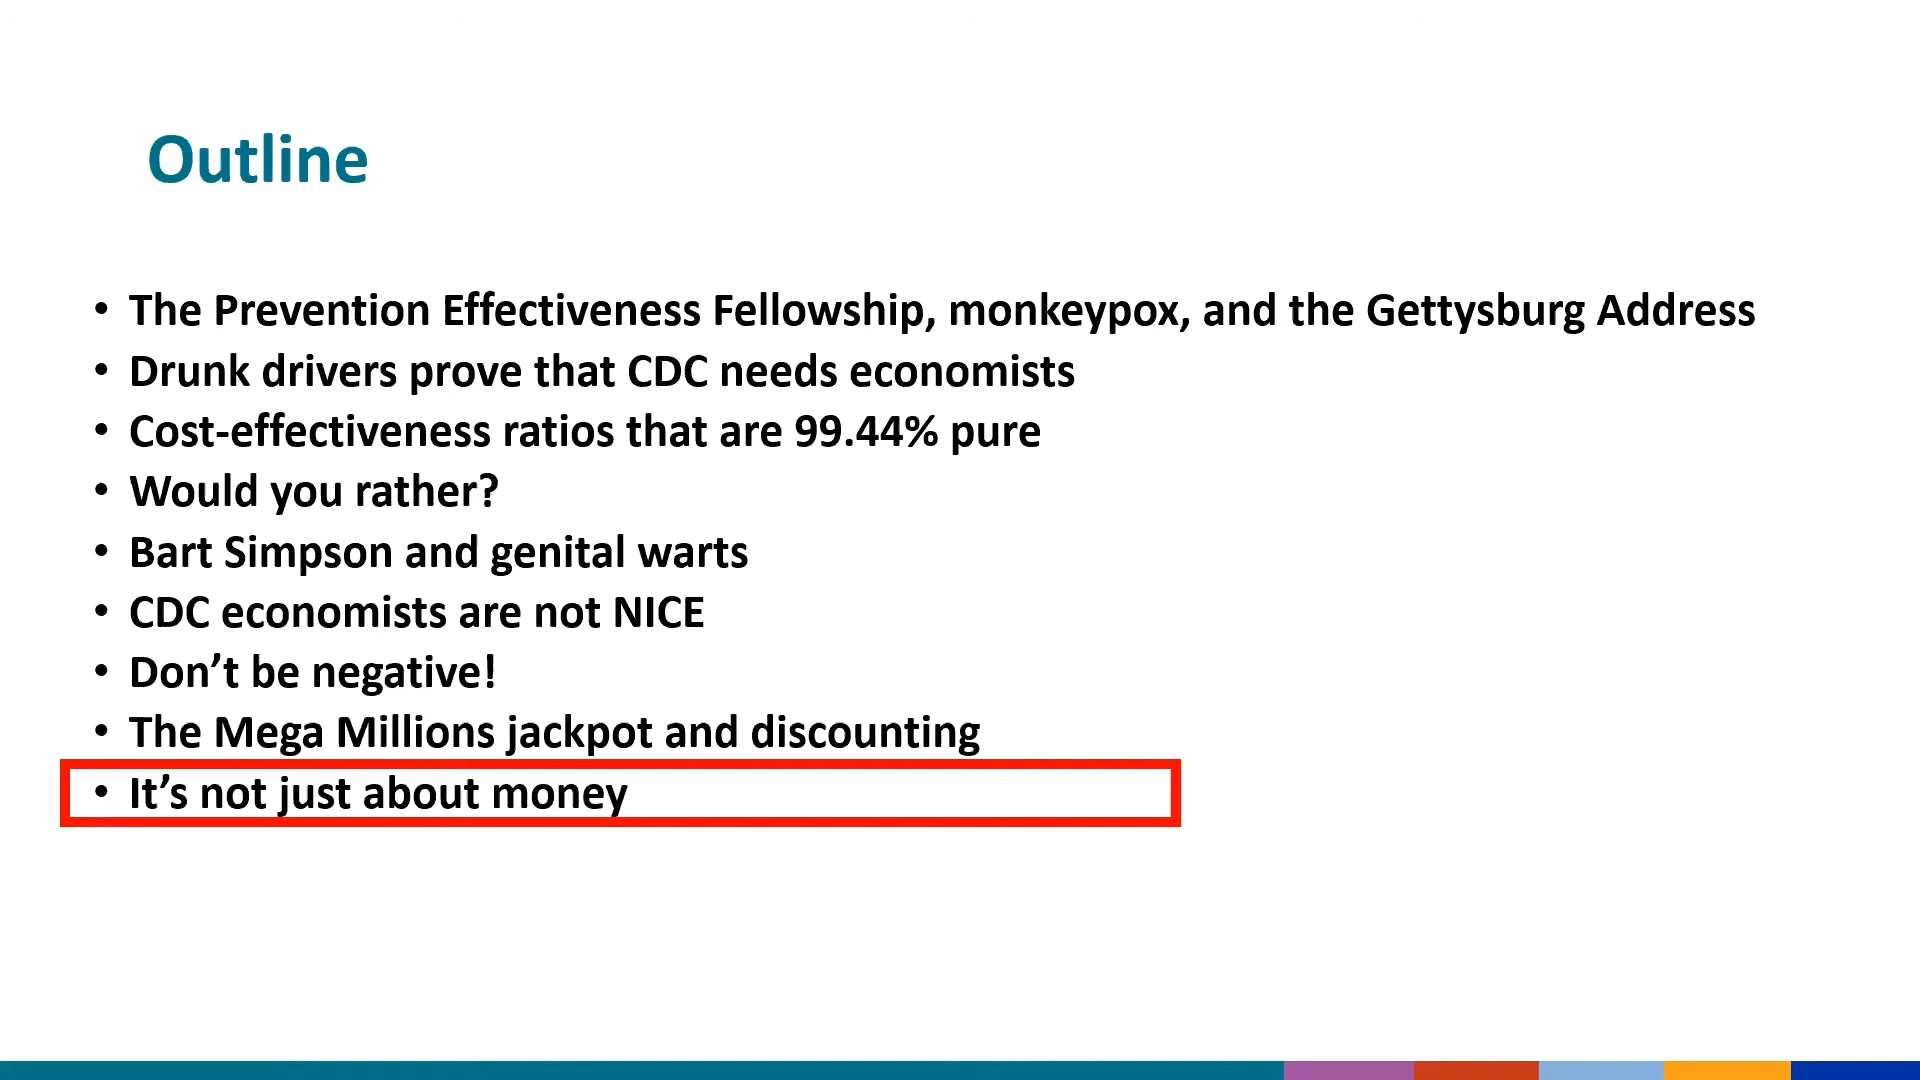 Outline
• The Prevention Effectiveness Fellowship, monkeypox, and the Gettysburg Address
• Drunk drivers prove that CDC needs economists
• Cost-effectiveness ratios that are 99.44% pure
• Would you rather?
• Bart Simpson and genital warts
• CDC economists are not NICE
• Don’t be negative!
• The Mega Millions jackpot and discounting
• It’s not just about money